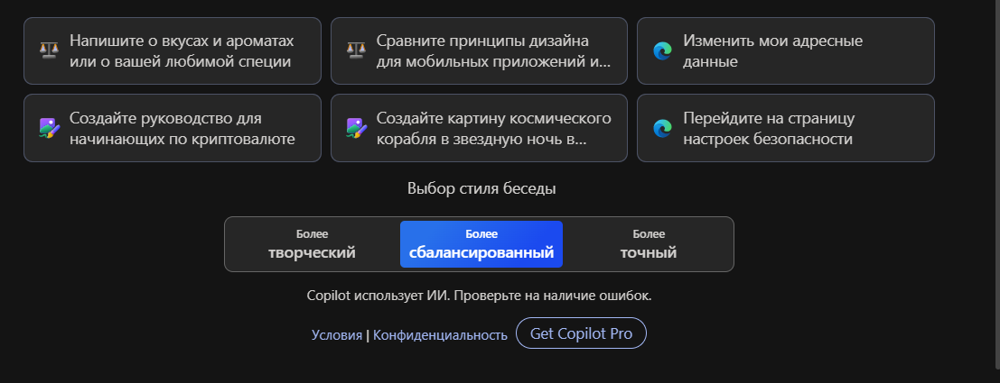 Напишите о вкусах и ароматах
или о вашей любимой специи
Сравните принципы дизайна
для мобильных приложений и...
Изменить мои адресные
данные
Создайте руководство для
начинающих по криптовалюте
Создайте картину космического
корабля в звездную ночь в...
Перейдите на страницу
настроек безопасности
Выбор стиля беседы
Более
творческий
Более
сбалансированный
Более
точный
Copilot использует ИИ. Проверьте на наличие ошибок.
Условия | Конфиденциальность Get Copilot Pro